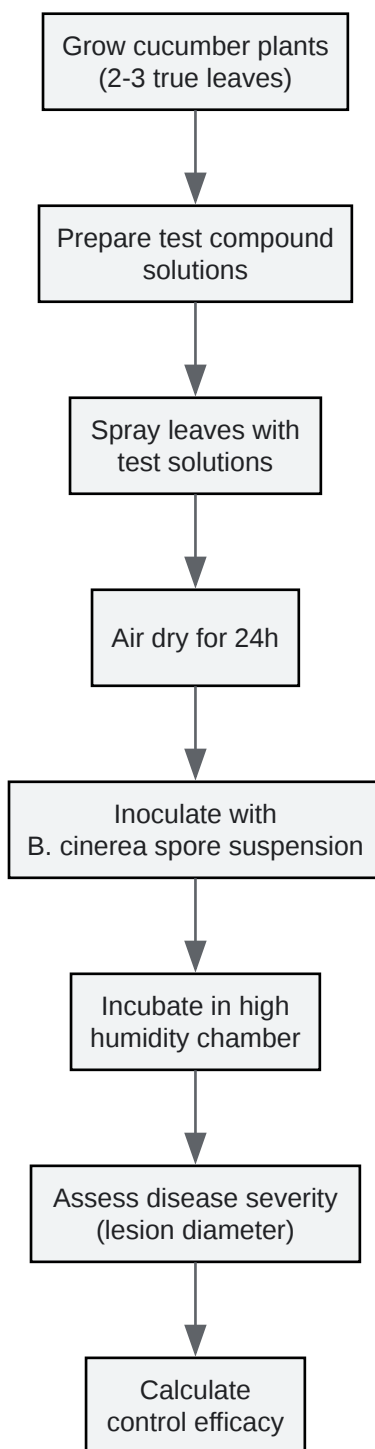 Grow cucumber plants
(2-3 true leaves)
Prepare test compound
solutions
Spray leaves with
test solutions
Air dry for 24h
Inoculate with
B. cinerea spore suspension
Incubate in high
humidity chamber
Assess disease severity
(lesion diameter)
Calculate
control efficacy